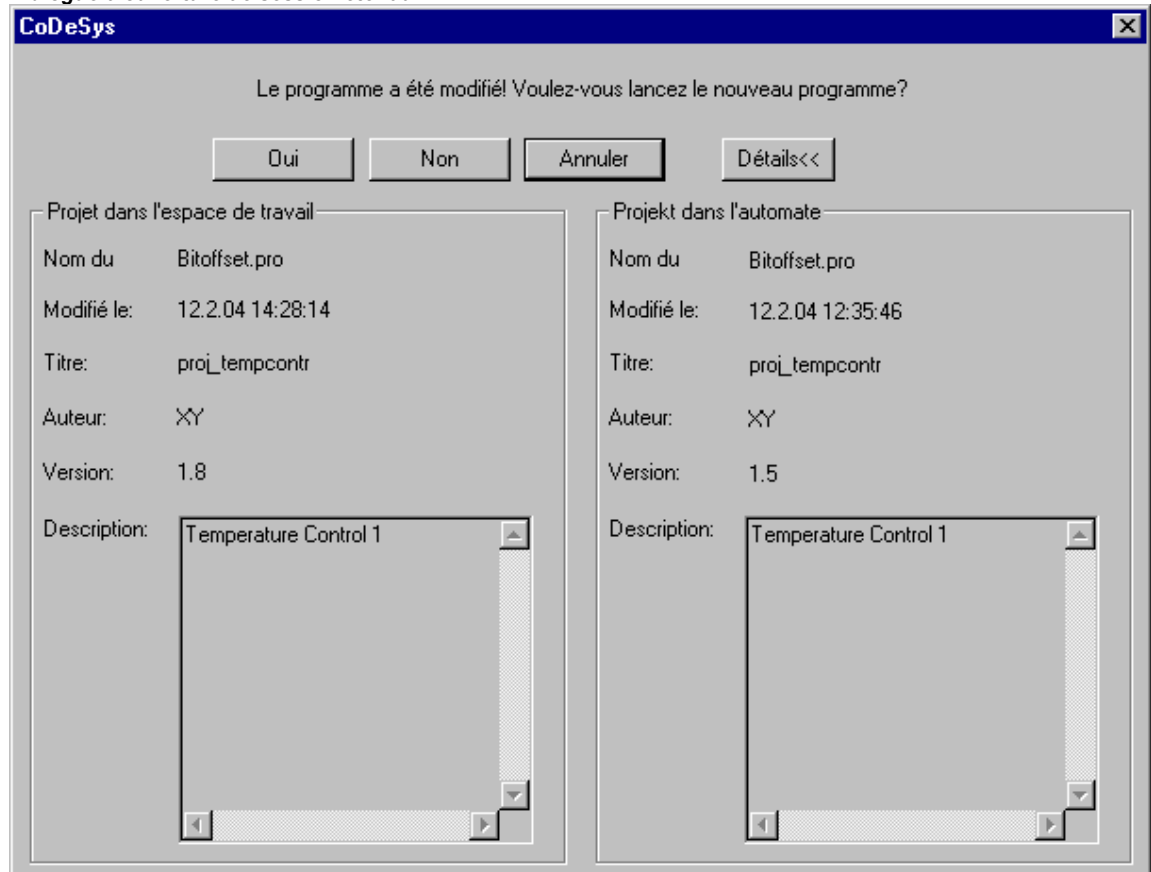 CoDeSys
Le programme a été modifié! Voulez-vous lancez le nouveau programme?
Oui
Non
Annuler
Détails<<
Projet dans l'espace de travail
Nom du Bitoffset.pro
Modifié le: 12.2.04 14:28:14
Titre: proj_tempcontr
Auteur: XY
Version: 1.8
Description: Temperature Control 1
Projekt dans l'automate
Nom du Bitoffset.pro
Modifié le: 12.2.04 12:35:46
Titre: proj_tempcontr
Auteur: XY
Version: 1.5
Description: Temperature Control 1